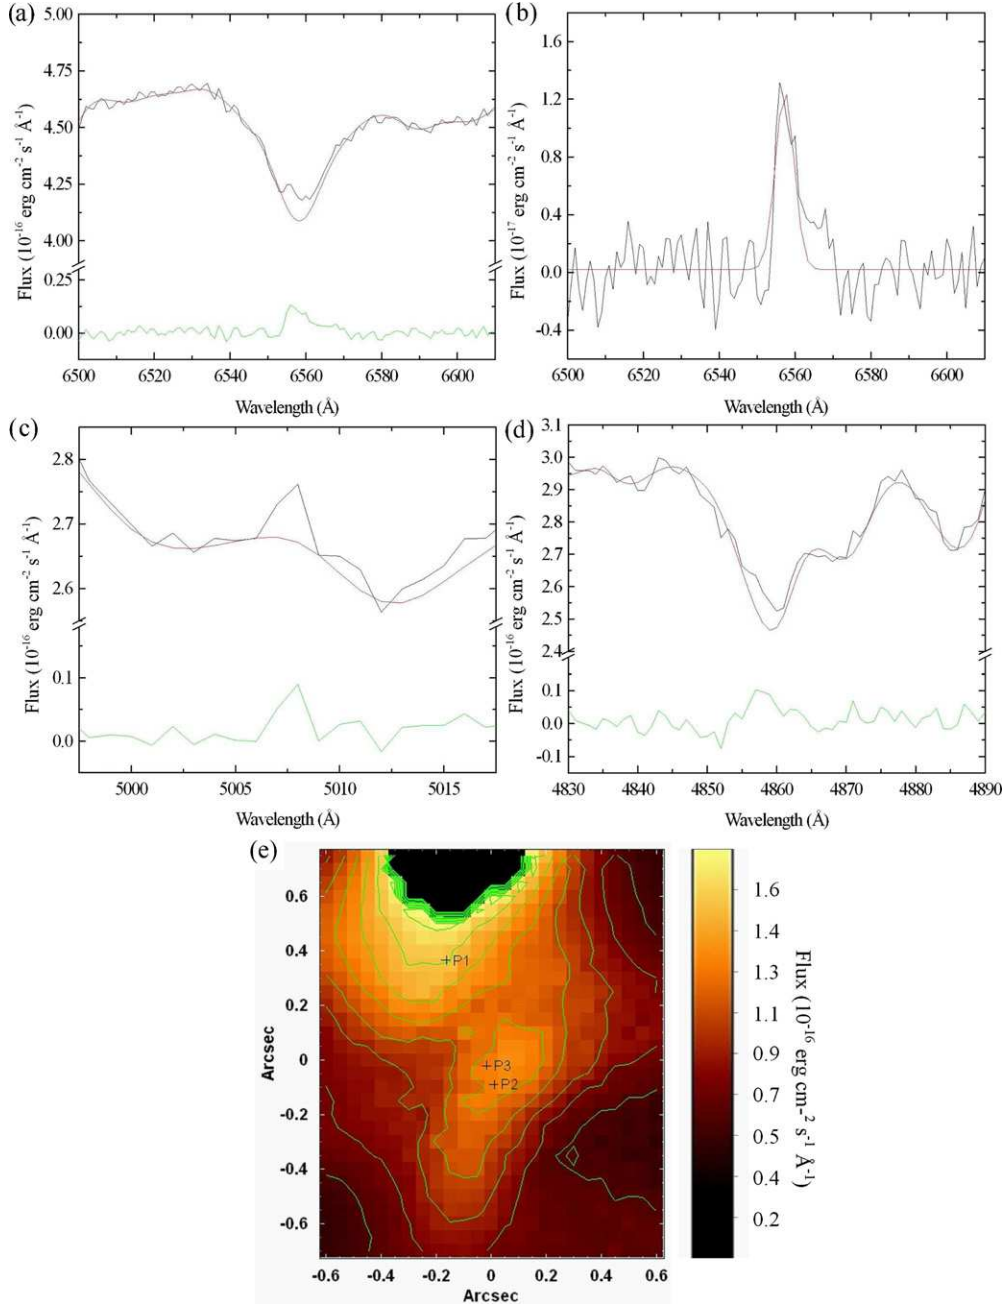 (a)
5.00
4.75
4.50
4.25
4.00
0.25
0.00
Flux (10⁻¹⁶ erg cm⁻² s⁻¹ Å⁻¹)
6500 6520 6540 6560 6580 6600
Wavelength (Å)
(b)
1.6
1.2
0.8
0.4
0.0
-0.4
Flux (10⁻¹⁷ erg cm⁻² s⁻¹ Å⁻¹)
6500 6520 6540 6560 6580 6600
Wavelength (Å)
(c)
2.8
2.7
2.6
0.1
0.0
Flux (10⁻¹⁶ erg cm⁻² s⁻¹ Å⁻¹)
5000 5005 5010 5015
Wavelength (Å)
(d)
3.1
3.0
2.9
2.8
2.7
2.6
2.5
2.4
0.1
0.0
-0.1
Flux (10⁻¹⁶ erg cm⁻² s⁻¹ Å⁻¹)
4830 4840 4850 4860 4870 4880 4890
Wavelength (Å)
(e)
0.6
0.4
0.2
0
-0.2
-0.4
-0.6
Arcsec
+P1
+P3
+P2
-0.6 -0.4 -0.2 0 0.2 0.4 0.6
Arcsec
1.6
1.4
1.3
1.1
0.9
0.7
0.5
0.4
0.2
Flux (10⁻¹⁶ erg cm-² s⁻¹ Å⁻¹)